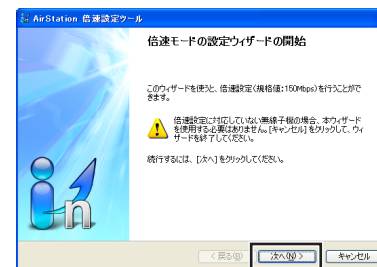 AirStation 倍速設定ツール
倍速モードの設定ウィザードの開始
このウィザードを使うと、倍速設定(規格値:150Mbps)を行うことがで
きます。
倍速設定に対応していない無線子機の場合、本ウィザード
を使用する必要はありません。[キャンセル]をクリックして、ウィ
ザードを終了してください。
続行するには、[次へ]をクリックしてください。
in
< 戻る(B)
次へ(N) >
キャンセル